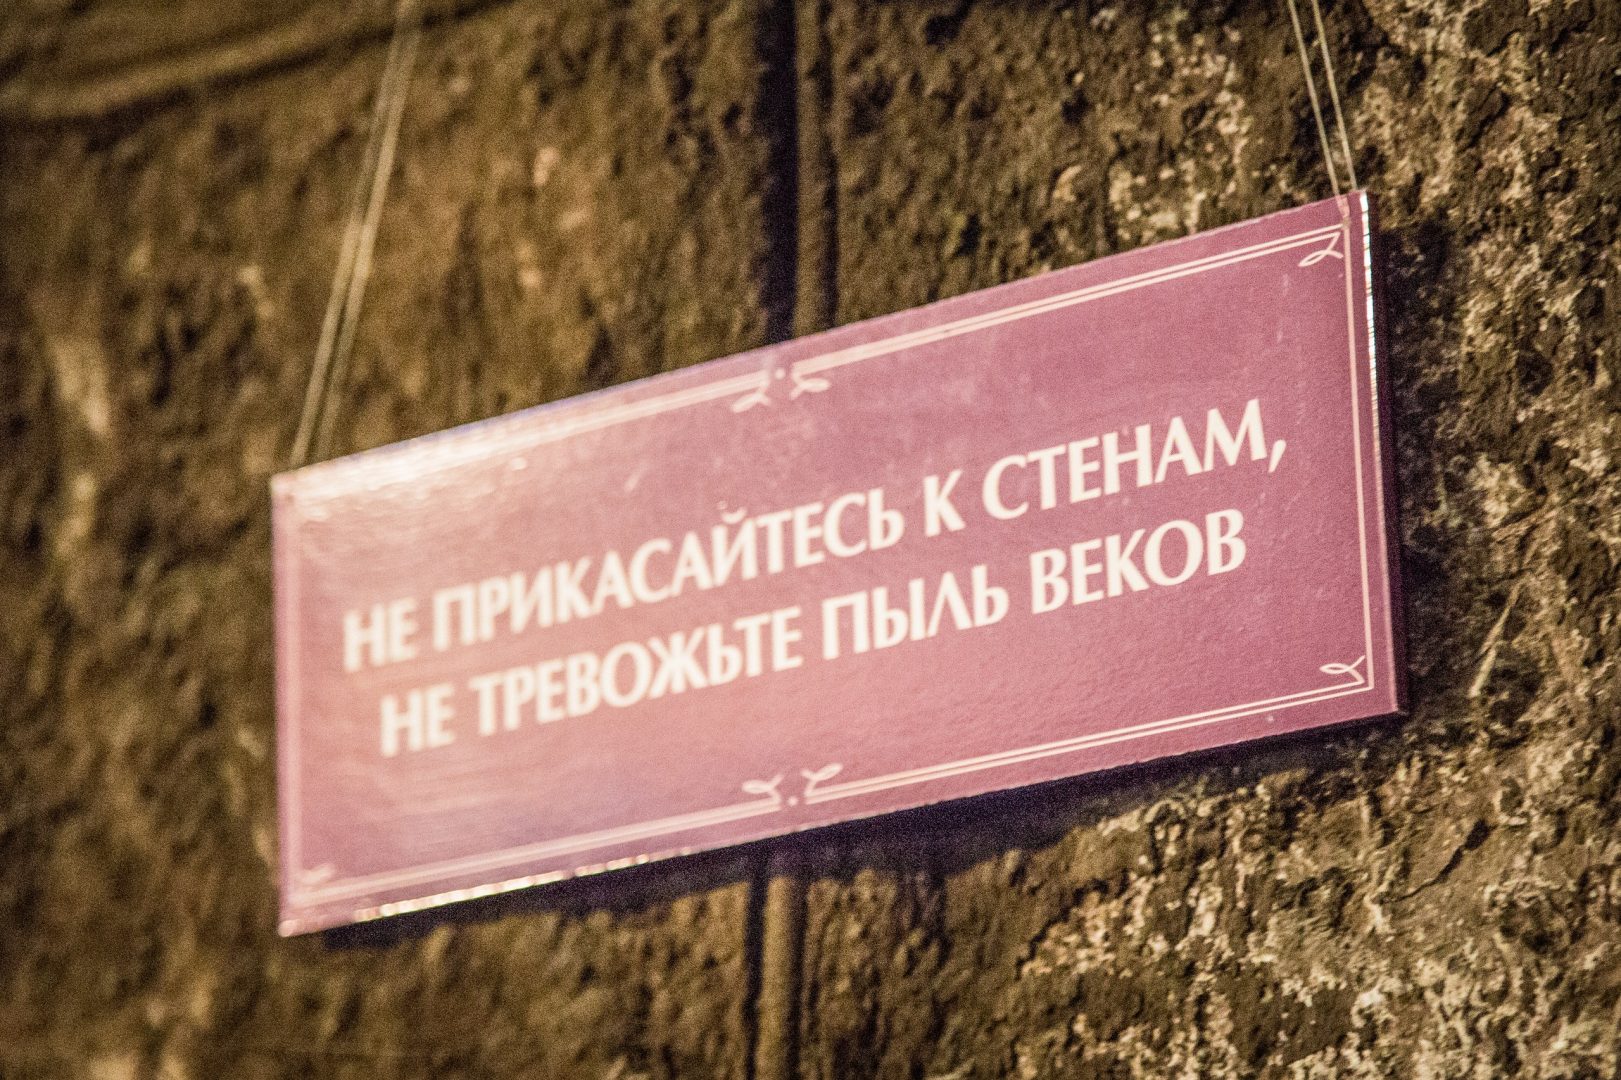 НЕ ПРИКАСАЙТЕСЬ К СТЕНАМ,
НЕ ТРЕВОЖЬТЕ ПЫЛЬ ВЕКОВ